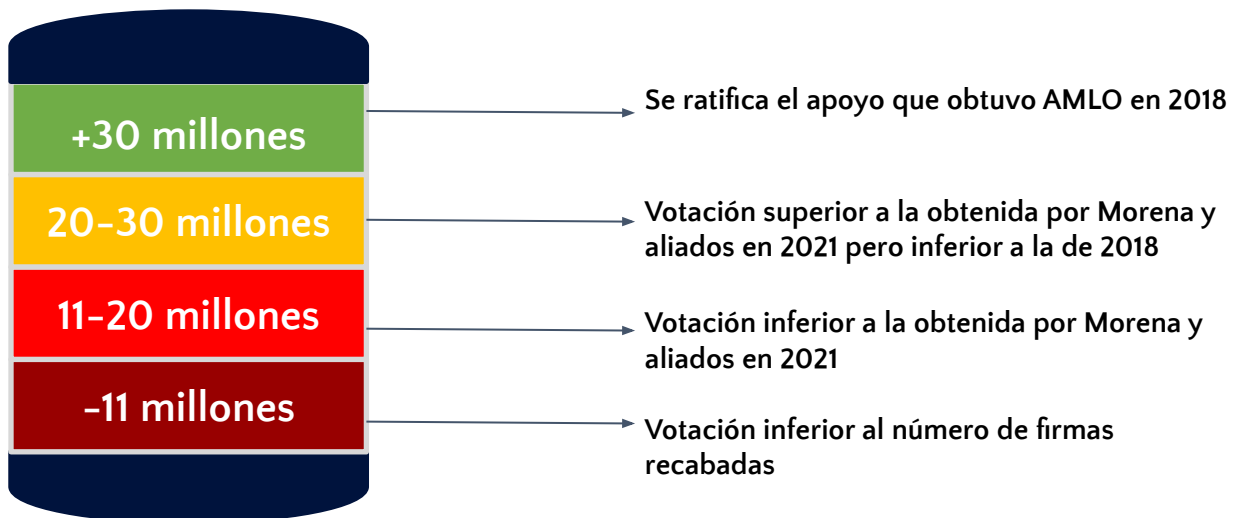 +30 millones
Se ratifica el apoyo que obtuvo AMLO en 2018
20-30 millones
Votación superior a la obtenida por Morena y
aliados en 2021 pero inferior a la de 2018
11-20 millones
Votación inferior a la obtenida por Morena y
aliados en 2021
-11 millones
Votación inferior al número de firmas
recabadas